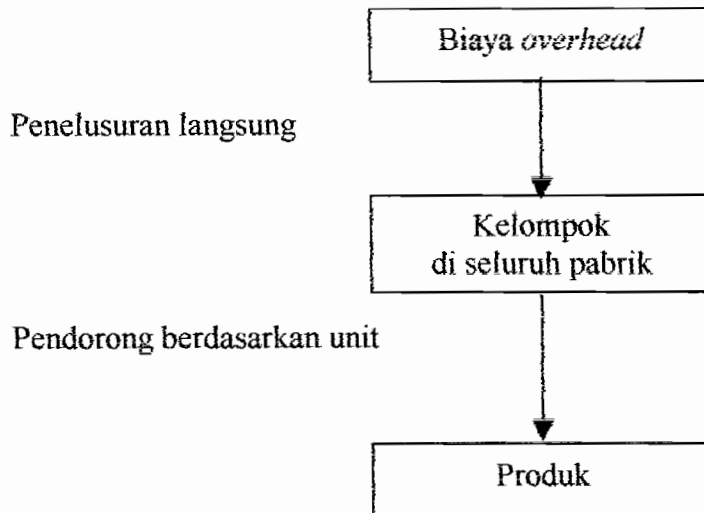 Biaya overhead
Penelusuran langsung
Kelompok
di seluruh pabrik
Pendorong berdasarkan unit
Produk